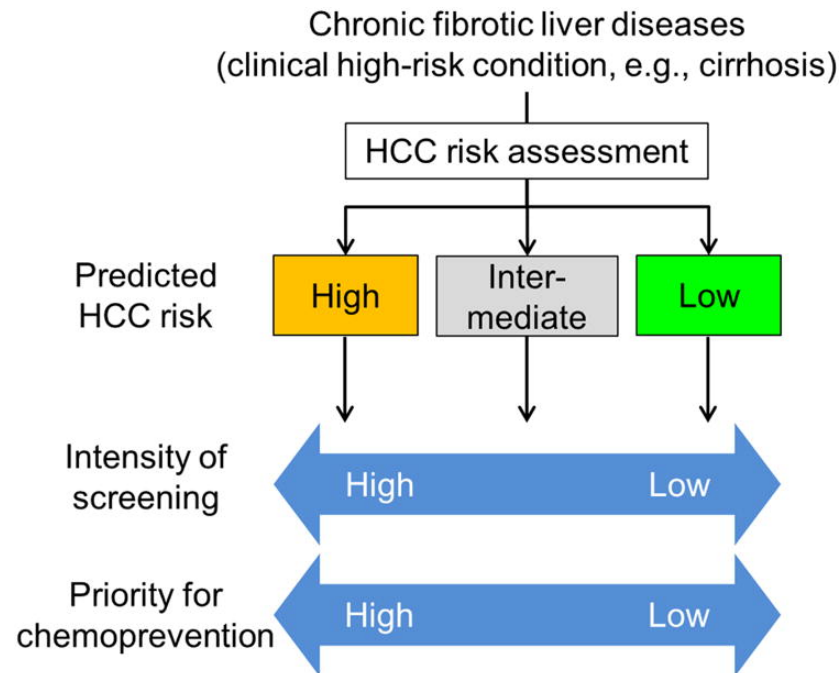 Chronic fibrotic liver diseases
(clinical high-risk condition, e.g., cirrhosis)
HCC risk assessment
Predicted
HCC risk
High
Inter-
mediate
Low
Intensity of
screening
High
Low
Priority for
chemoprevention
High
Low